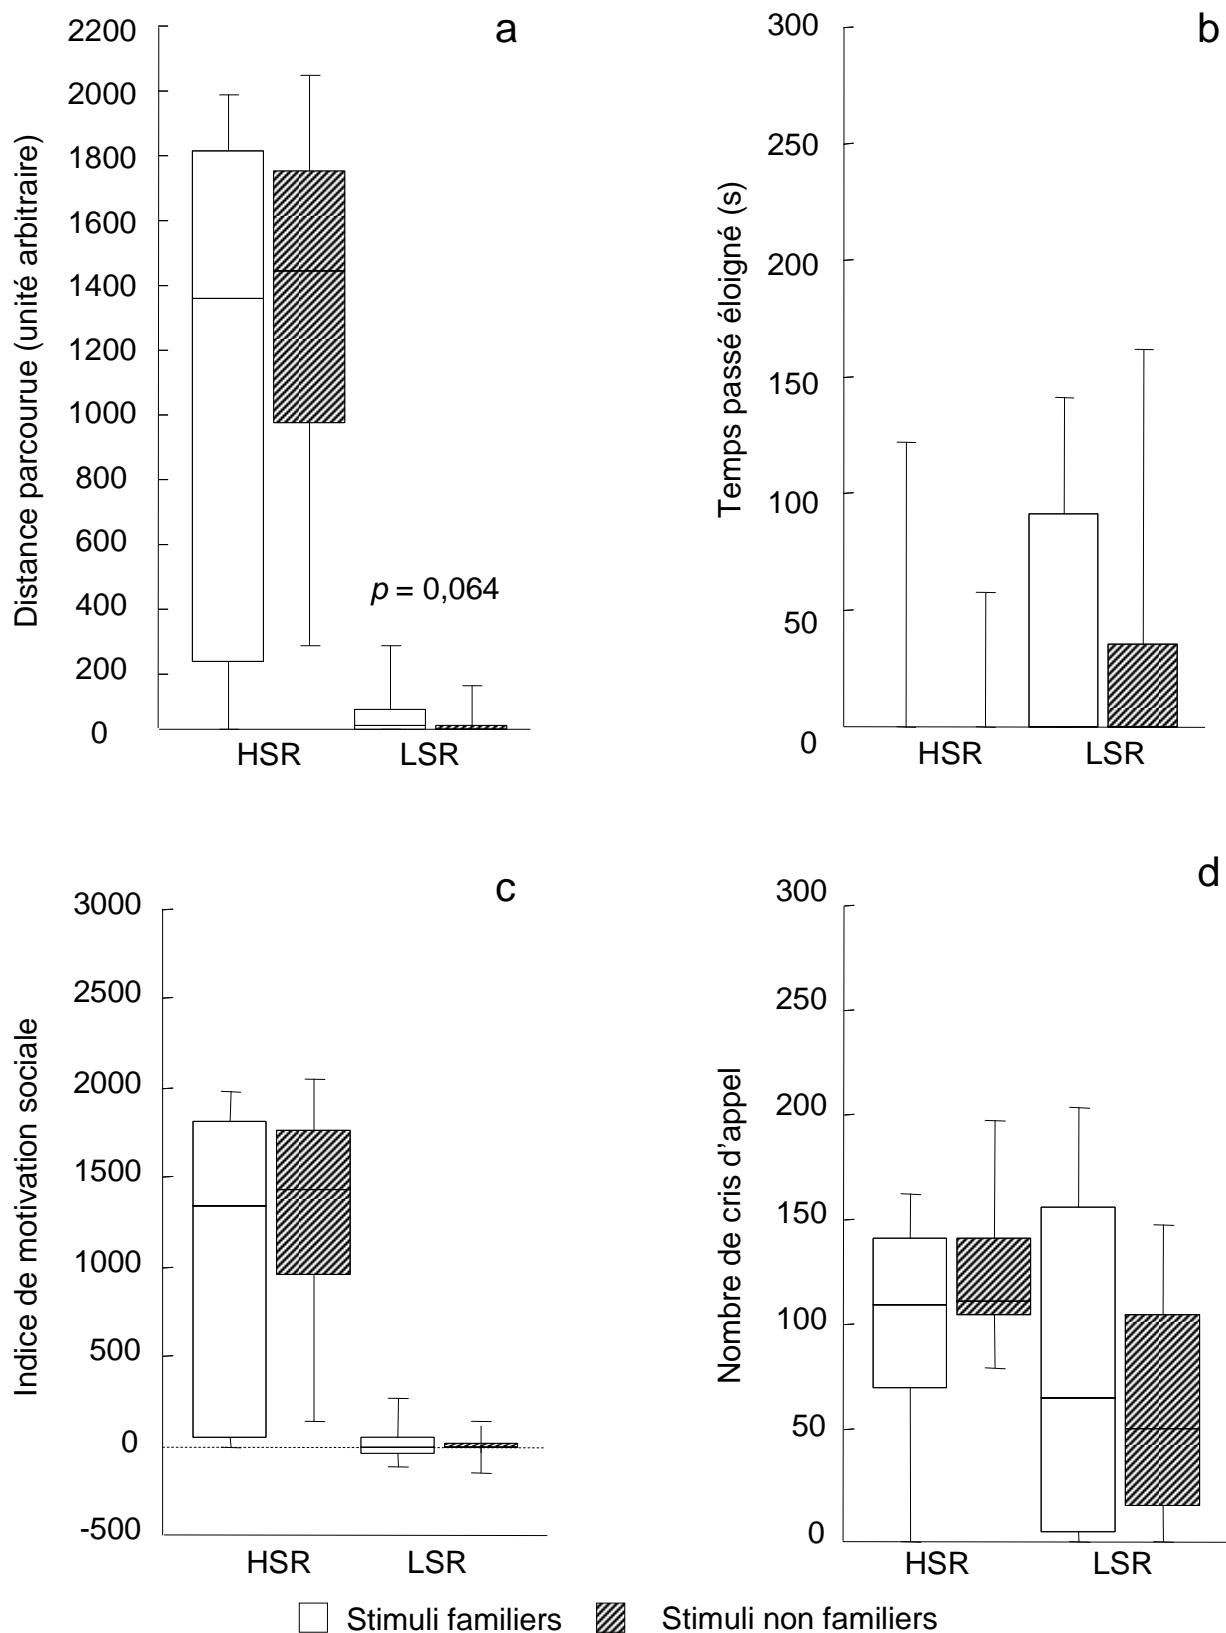 a
Distance parcourue (unité arbitraire)
2200
2000
1800
1600
1400
1200
1000
800
600
400
200
0
p = 0,064
HSR LSR
b
Temps passé éloigné (s)
300
250
200
150
100
50
0
HSR LSR
c
Indice de motivation sociale
3000
2500
2000
1500
1000
500
0
-500
HSR LSR
d
Nombre de cris d’appel
300
250
200
150
100
50
0
HSR LSR
Stimuli familiers Stimuli non familiers